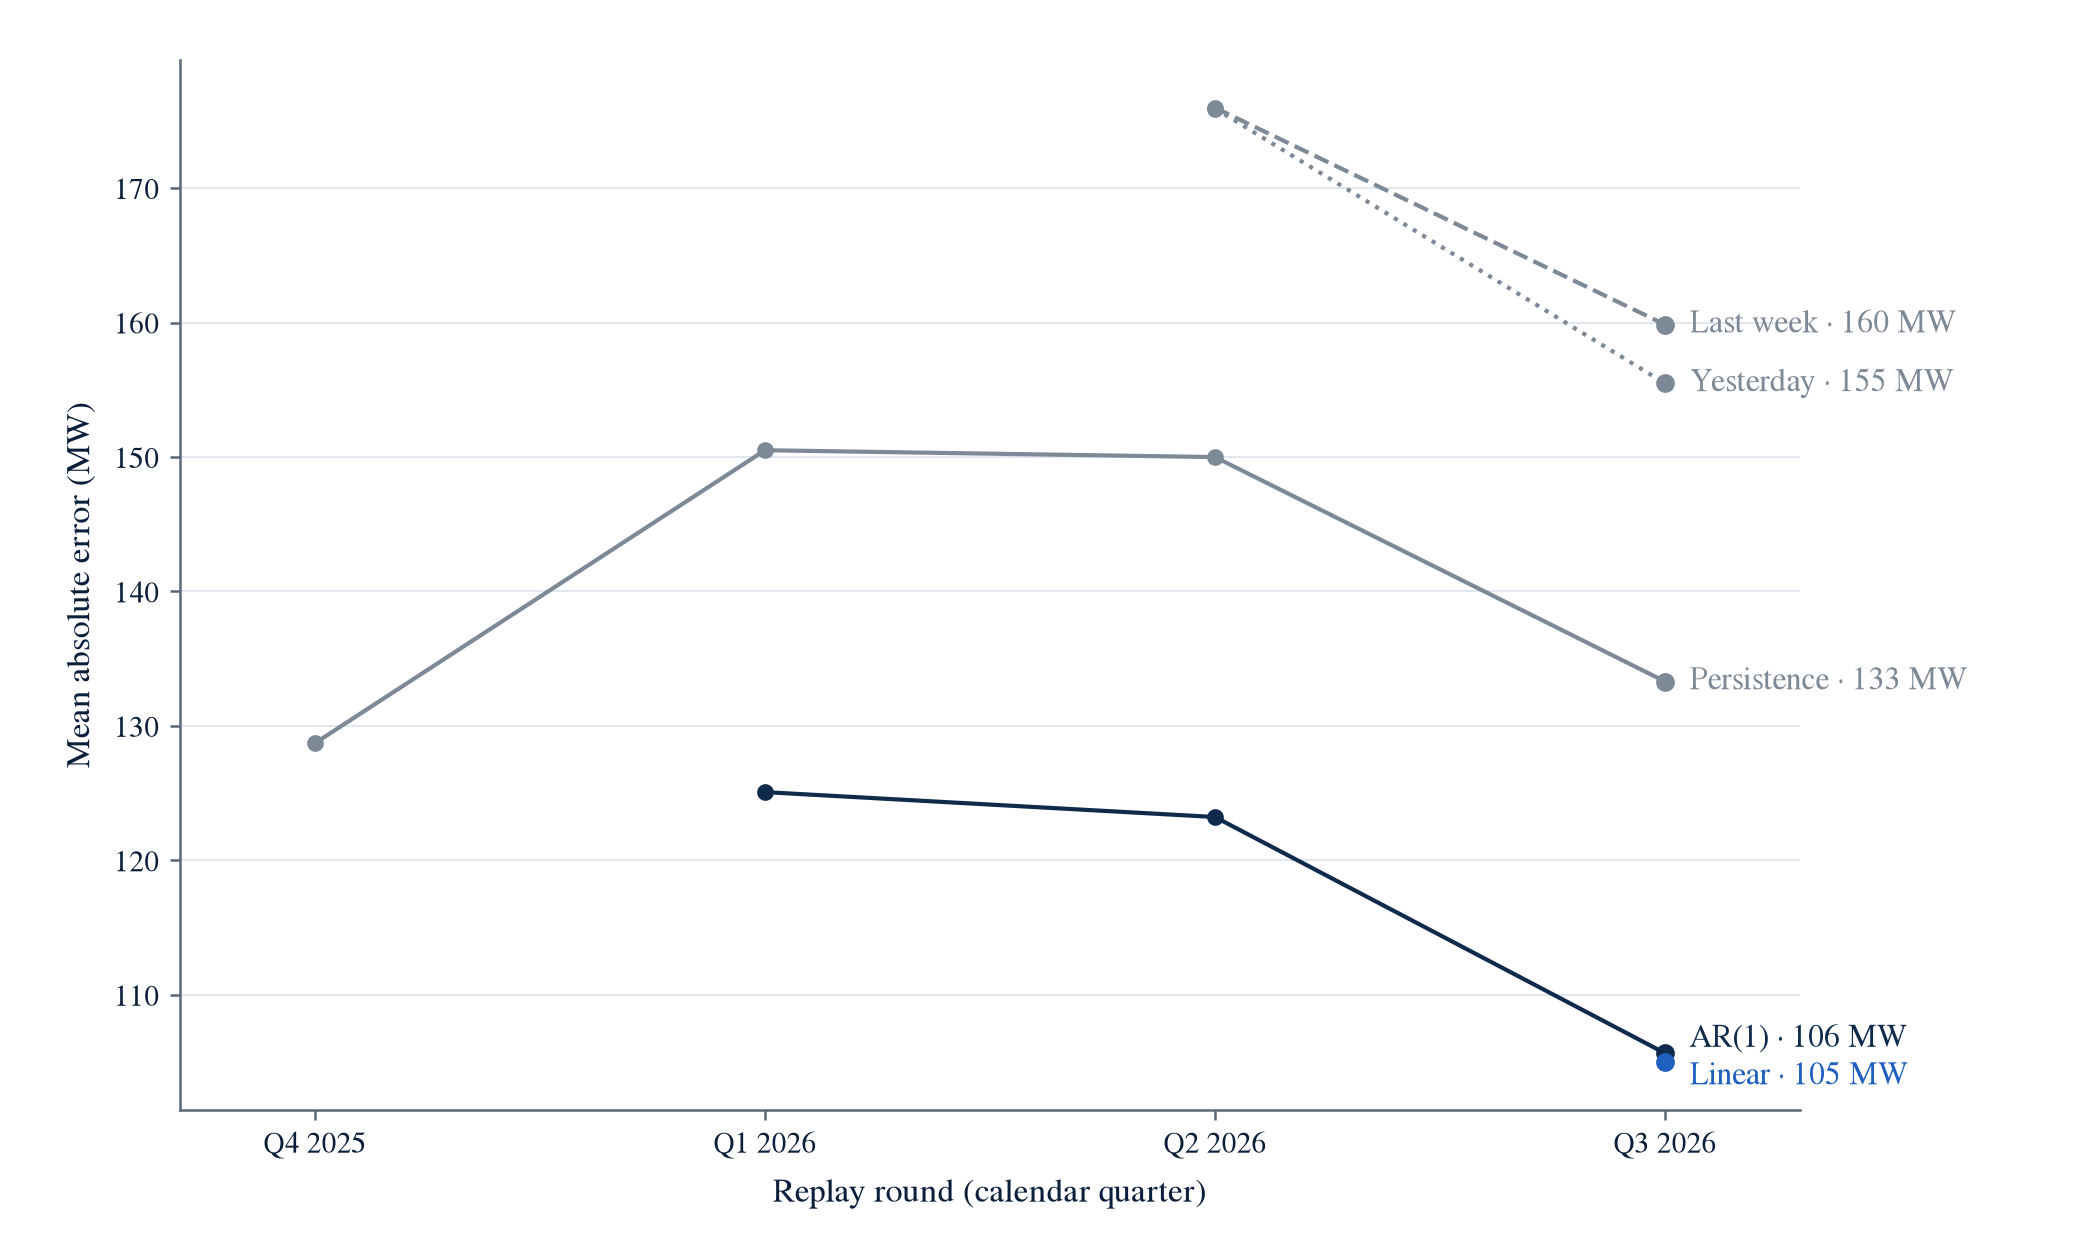 Mean absolute error (MW)
170
160
150
140
130
120
110
Last week · 160 MW
Yesterday · 155 MW
Persistence · 133 MW
AR(1) · 106 MW
Linear · 105 MW
Q4 2025
Q1 2026
Q2 2026
Q3 2026
Replay round (calendar quarter)